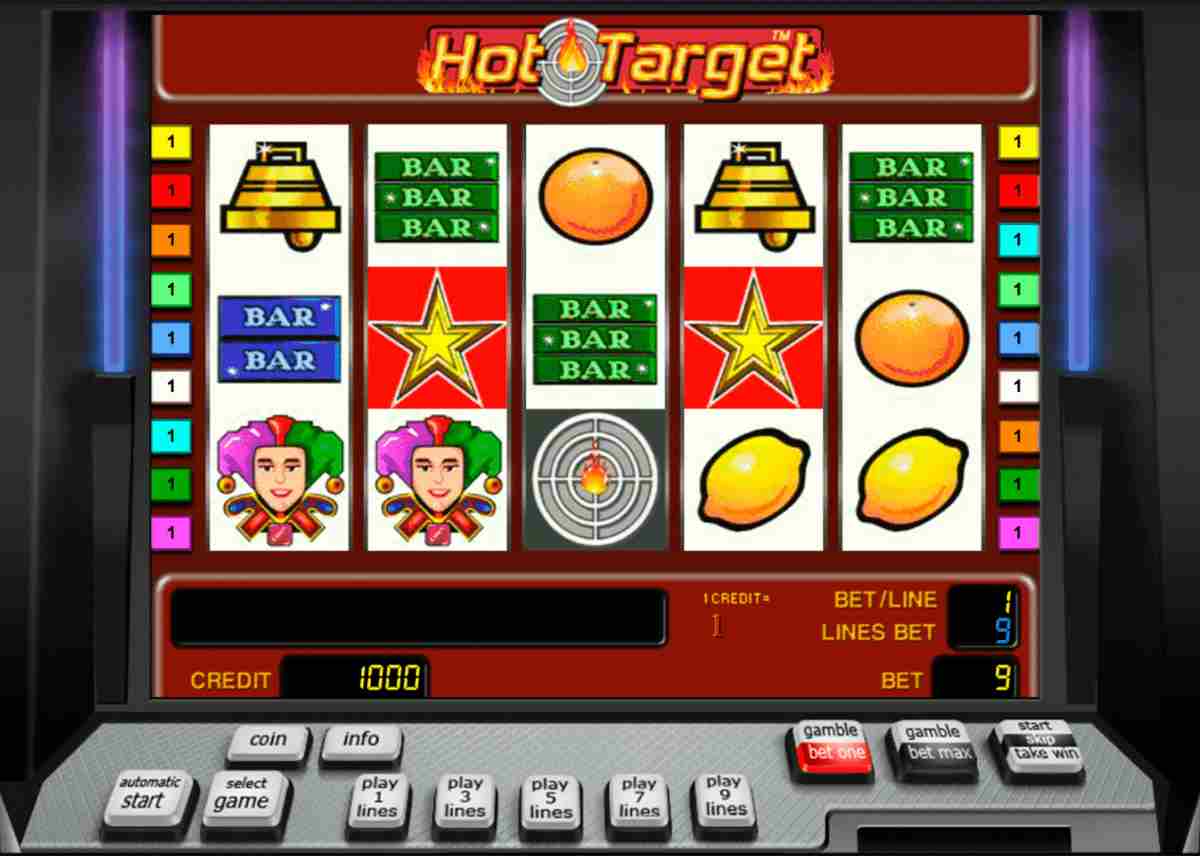 Hot Target™
1 1
BAR BAR
BAR BAR
BAR BAR
1 1
1 1
1 1
BAR BAR
BAR BAR
BAR
1 1
1 1
1 1
1 1
1 1
1 CREDIT= BET/LINE 1
1 LINES BET 9
CREDIT 1000 BET 9
coin info gamble bet one gamble bet max start skip take win
automatic start select game play 1 lines play 3 lines play 5 lines play 7 lines play 9 lines